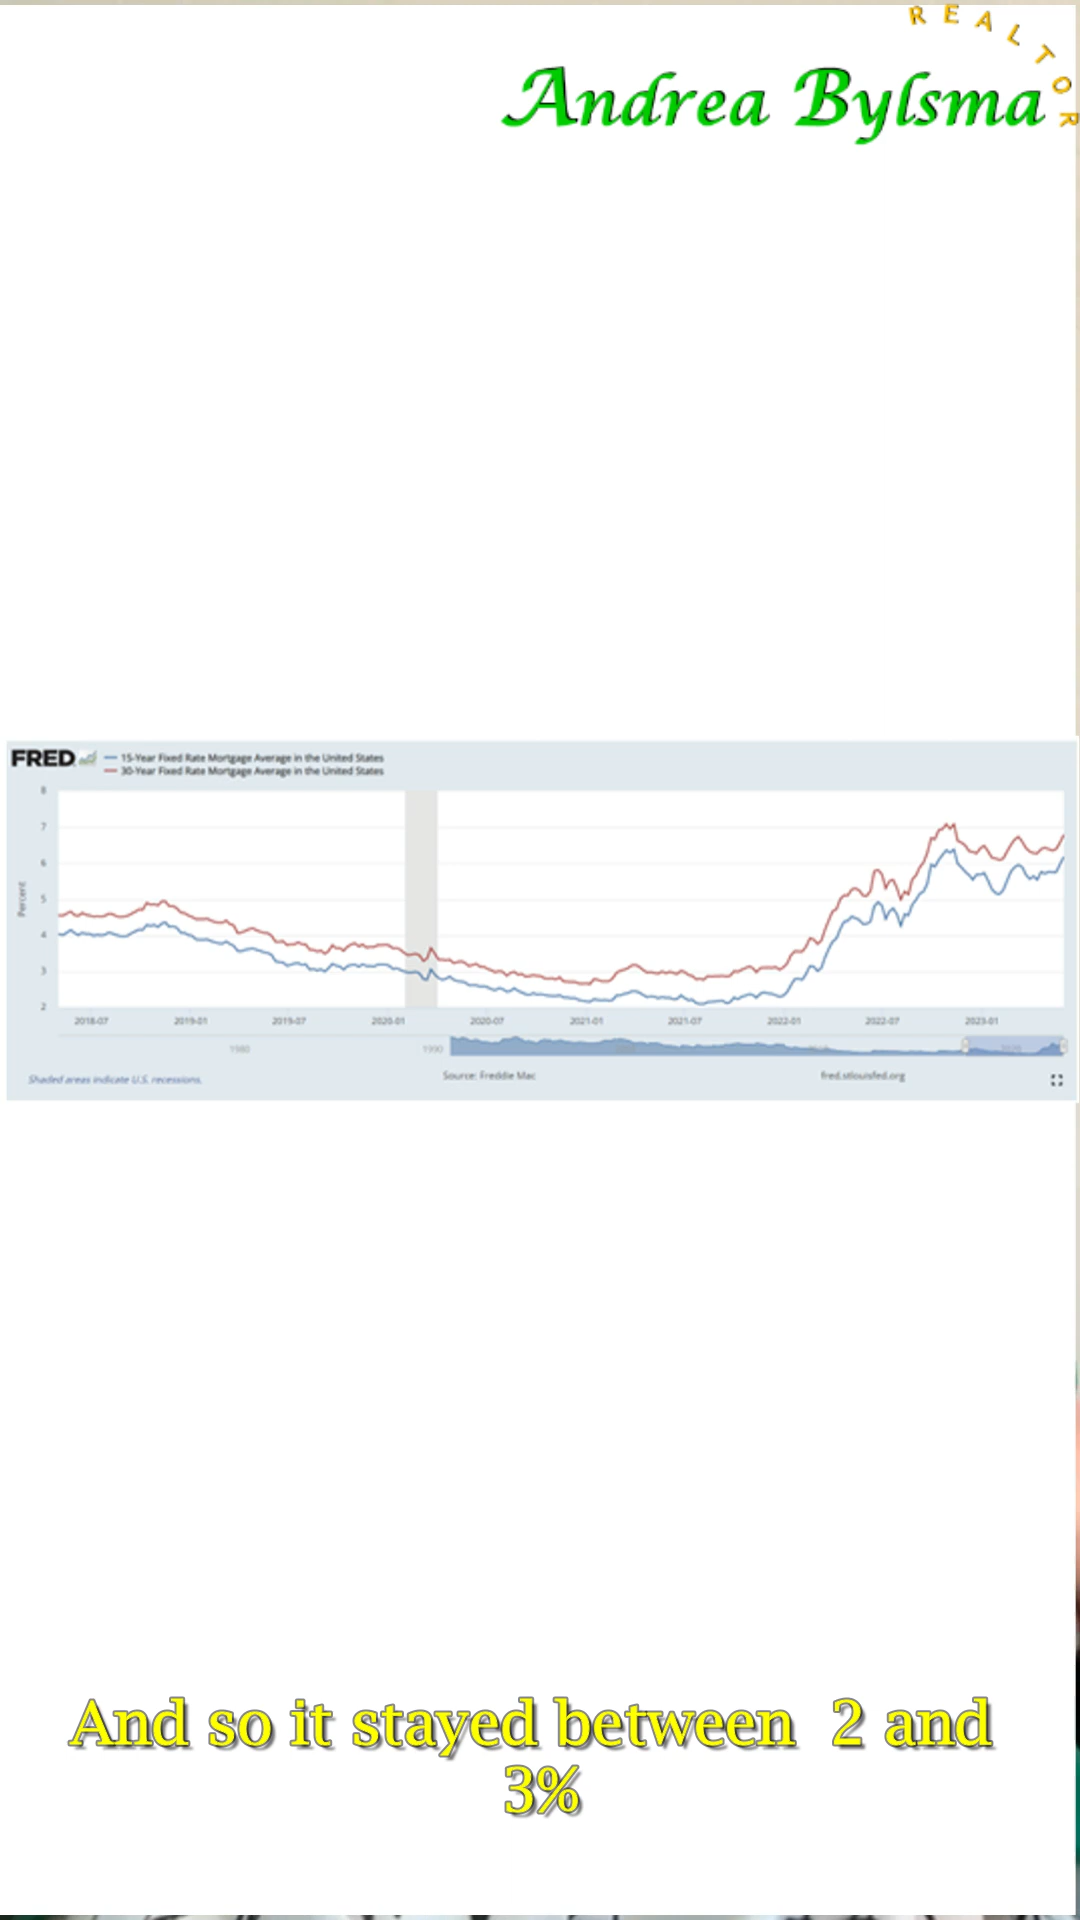 REALTOR
Andrea Bylsma
FRED
15-Year Fixed Rate Mortgage Average in the United States
30-Year Fixed Rate Mortgage Average in the United States
8
7
6
5
4
3
2
Percent
2018-07 2019-01 2019-07 2020-01 2020-07 2021-01 2021-07 2022-01 2022-07 2023-01
1980 1990
Shaded areas indicate U.S. recessions.
Source: Freddie Mac
fred.stlouisfed.org
And so it stayed between 2 and
3%